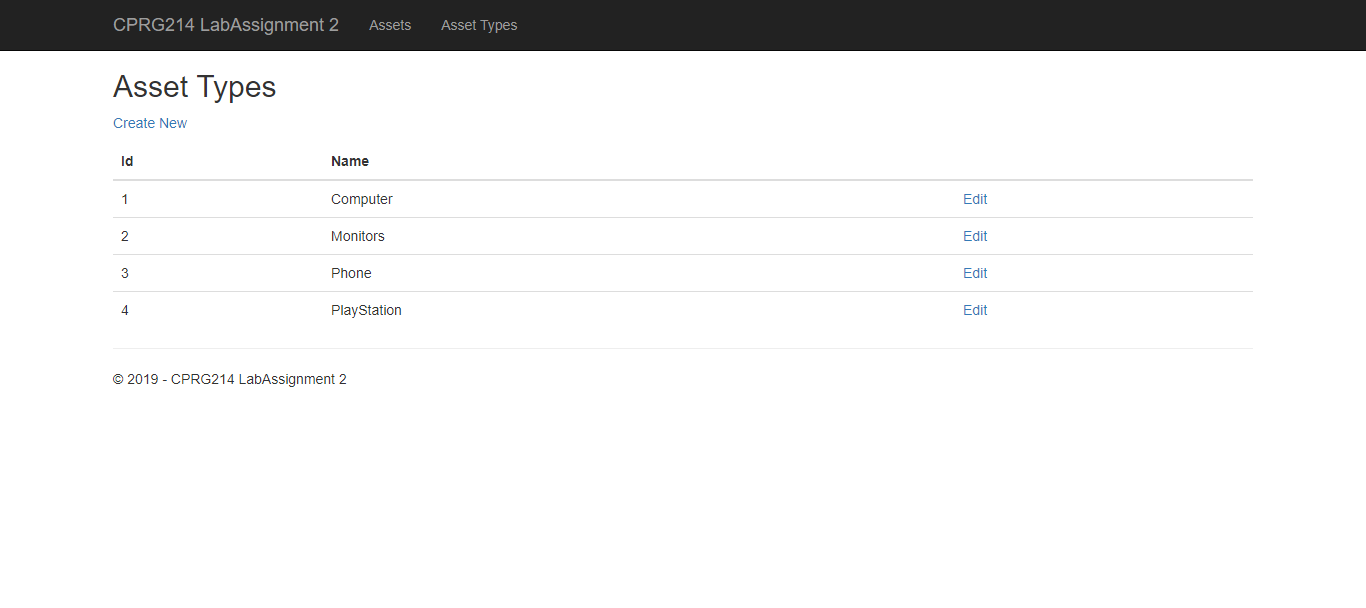 CPRG214 LabAssignment 2 Assets Asset Types
Asset Types
Create New
Id Name
1 Computer Edit
2 Monitors Edit
3 Phone Edit
4 PlayStation Edit
© 2019 - CPRG214 LabAssignment 2